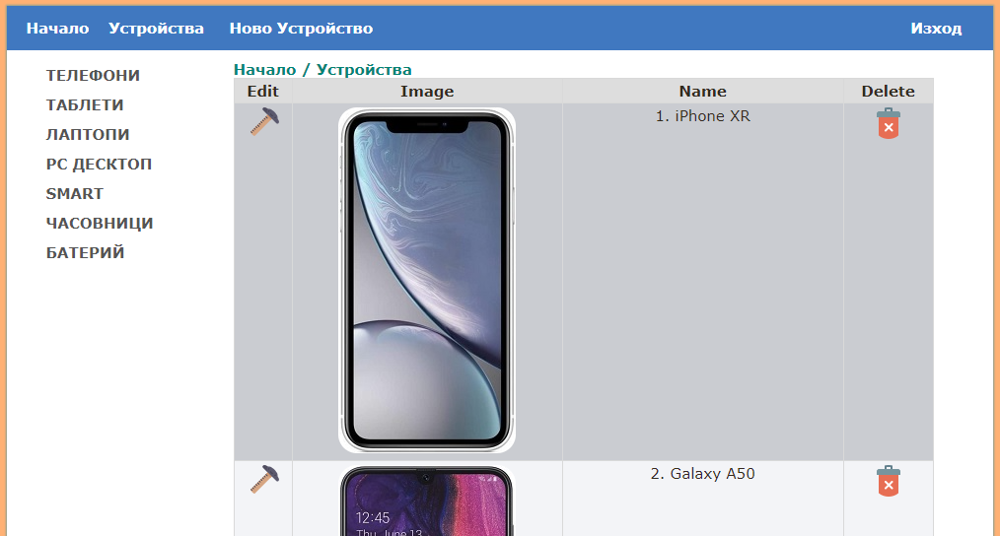 Начало Устройства Ново Устройство Изход
ТЕЛЕФОНИ
ТАБЛЕТИ
ЛАПТОПИ
PC ДЕСКТОП
SMART
ЧАСОВНИЦИ
БАТЕРИЙ
Начало / Устройства
Edit Image Name Delete
1. iPhone XR
2. Galaxy A50
12:45
Thu, June 13